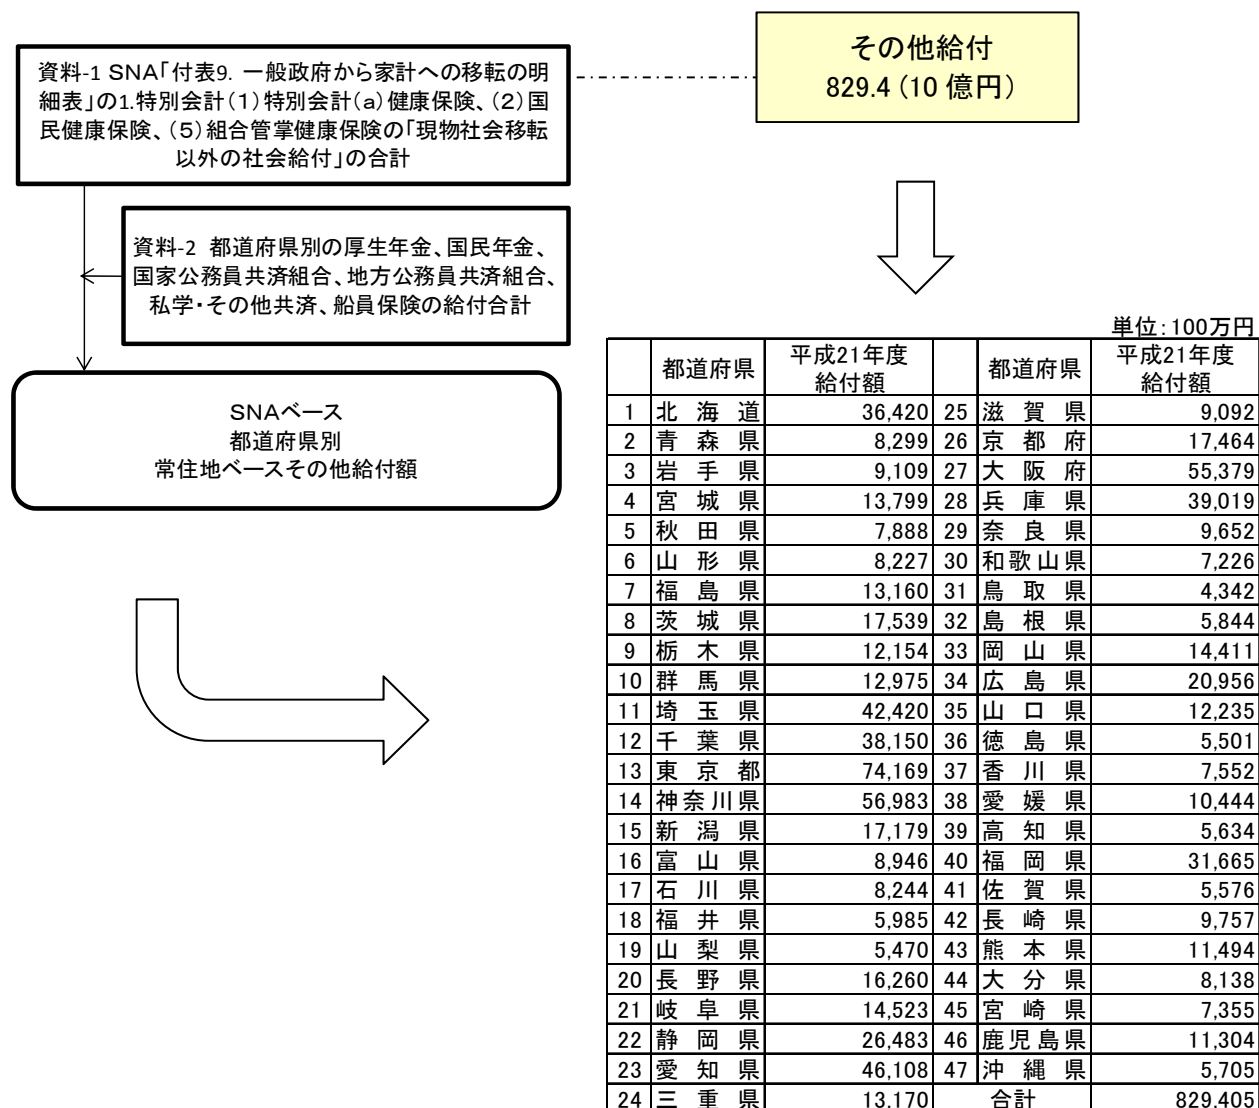 その他給付
829.4 (10 億円)
資料-1 SNA「付表9. 一般政府から家計への移転の明
細表」の1.特別会計(1)特別会計(a)健康保険、(2)国
民健康保険、(5)組合管掌健康保険の「現物社会移転
以外の社会給付」の合計
資料-2 都道府県別の厚生年金、国民年金、
国家公務員共済組合、地方公務員共済組合、
私学・その他共済、船員保険の給付合計
SNAベース
都道府県別
常住地ベースその他給付額
単位:100万円
都道府県 平成21年度 給付額 都道府県 平成21年度 給付額
1 北海道 36,420 25 滋賀県 9,092
2 青森県 8,299 26 京都府 17,464
3 岩手県 9,109 27 大阪府 55,379
4 宮城県 13,799 28 兵庫県 39,019
5 秋田県 7,888 29 奈良県 9,652
6 山形県 8,227 30 和歌山県 7,226
7 福島県 13,160 31 鳥取県 4,342
8 茨城県 17,539 32 島根県 5,844
9 栃木県 12,154 33 岡山県 14,411
10 群馬県 12,975 34 広島県 20,956
11 埼玉県 42,420 35 山口県 12,235
12 千葉県 38,150 36 徳島県 5,501
13 東京都 74,169 37 香川県 7,552
14 神奈川県 56,983 38 愛媛県 10,444
15 新潟県 17,179 39 高知県 5,634
16 富山県 8,946 40 福岡県 31,665
17 石川県 8,244 41 佐賀県 5,576
18 福井県 5,985 42 長崎県 9,757
19 山梨県 5,470 43 熊本県 11,494
20 長野県 16,260 44 大分県 8,138
21 岐阜県 14,523 45 宮崎県 7,355
22 静岡県 26,483 46 鹿児島県 11,304
23 愛知県 46,108 47 沖縄県 5,705
24 三重県 13,170 合計 829,405